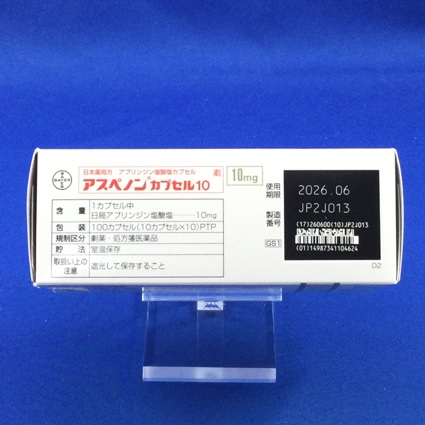 日本薬局方 アプリンジン塩酸塩カプセル
劇
アスペノン®カプセル10
10mg
BAYER
含量
1カプセル中
日局アプリンジン塩酸塩……10mg
包装
100カプセル(10カプセル×10)PTP
規制区分
劇薬・処方箋医薬品
貯法
室温保存
取扱い上の注意
遮光して保存すること
使用期限
2026.06
製造番号
JP2J013
(17)260600(10)JP2J013
GS1
(01)14987341104624
D2